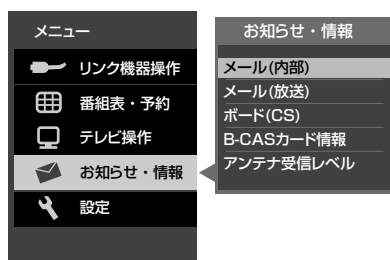 メニュー
リンク機器操作
番組表・予約
テレビ操作
お知らせ・情報
設定
お知らせ・情報
メール(内部)
メール(放送)
ボード(CS)
B-CASカード情報
アンテナ受信レベル